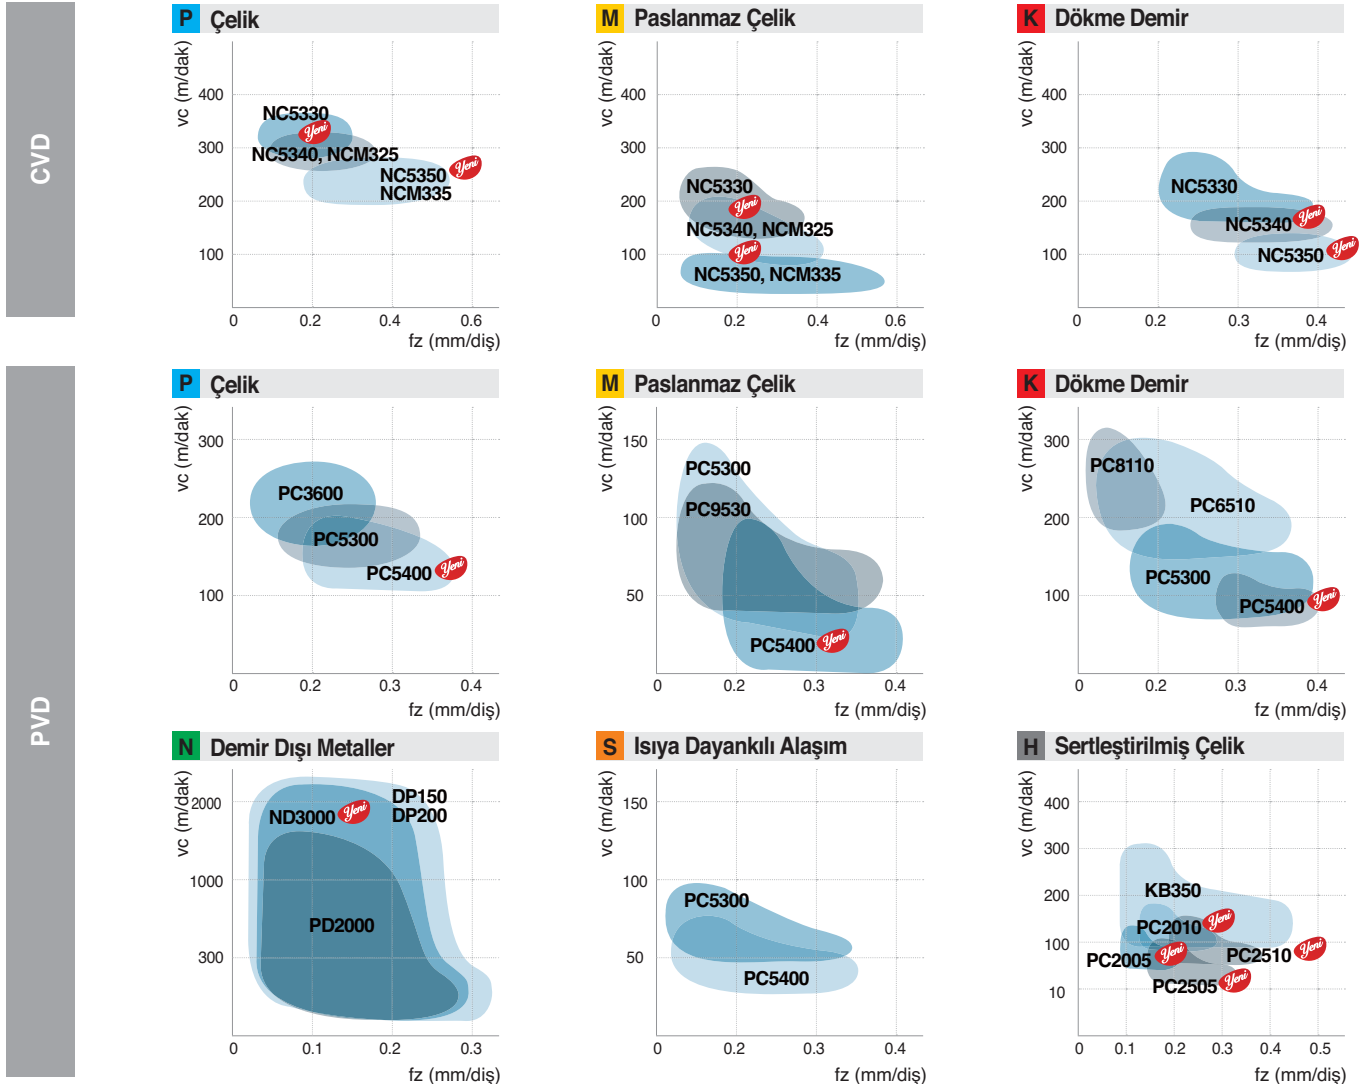 CVD
P Çelik
vc (m/dak)
400
300
200
100
NC5330
Yeni
NC5340, NCM325
NC5350
Yeni
NCM335
0 0.2 0.4 0.6
fz (mm/diş)
M Paslanmaz Çelik
vc (m/dak)
400
300
200
100
NC5330
Yeni
NC5340, NCM325
Yeni
NC5350, NCM335
0 0.2 0.4 0.6
fz (mm/diş)
K Dökme Demir
vc (m/dak)
400
300
200
100
NC5330
NC5340 Yeni
NC5350 Yeni
0 0.2 0.3 0.4
fz (mm/diş)
PVD
P Çelik
vc (m/dak)
300
200
100
PC3600
PC5300
PC5400 Yeni
0 0.2 0.2 0.4
fz (mm/diş)
M Paslanmaz Çelik
vc (m/dak)
150
100
50
PC5300
PC9530
PC5400 Yeni
0 0.2 0.3 0.4
fz (mm/diş)
K Dökme Demir
vc (m/dak)
300
200
100
PC8110
PC6510
PC5300
PC5400 Yeni
0 0.2 0.3 0.4
fz (mm/diş)
N Demir Dışı Metaller
vc (m/dak)
2000
1000
300
DP150
ND3000 Yeni DP200
PD2000
0 0.1 0.2 0.3
fz (mm/diş)
S Isıya Dayankılı Alaşım
vc (m/dak)
150
100
50
PC5300
PC5400
0 0.2 0.3 0.4
fz (mm/diş)
H Sertleştirilmiş Çelik
vc (m/dak)
400
300
200
100
10
KB350
PC2010 Yeni
PC2510 Yeni
PC2005 Yeni
PC2505 Yeni
0 0.1 0.2 0.3 0.4 0.5
fz (mm/diş)